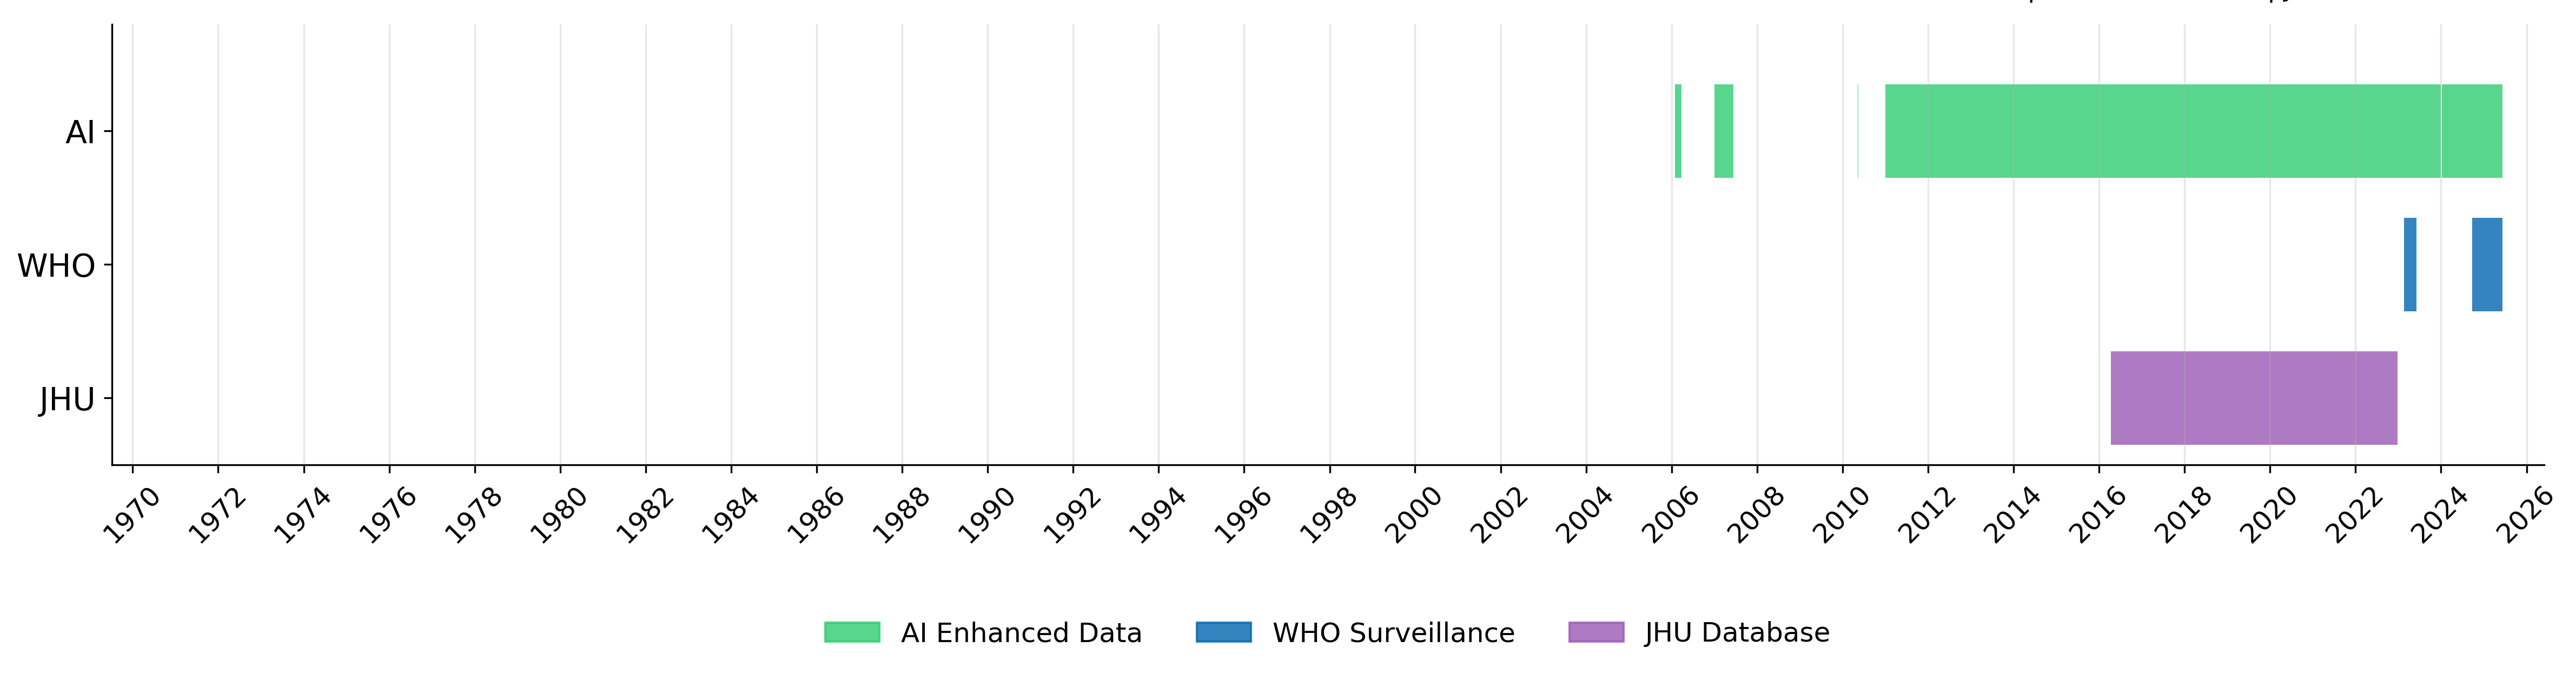 AI
WHO
JHU
1970 1972 1974 1976 1978 1980 1982 1984 1986 1988 1990 1992 1994 1996 1998 2000 2002 2004 2006 2008 2010 2012 2014 2016 2018 2020 2022 2024 2026
AI Enhanced Data WHO Surveillance JHU Database